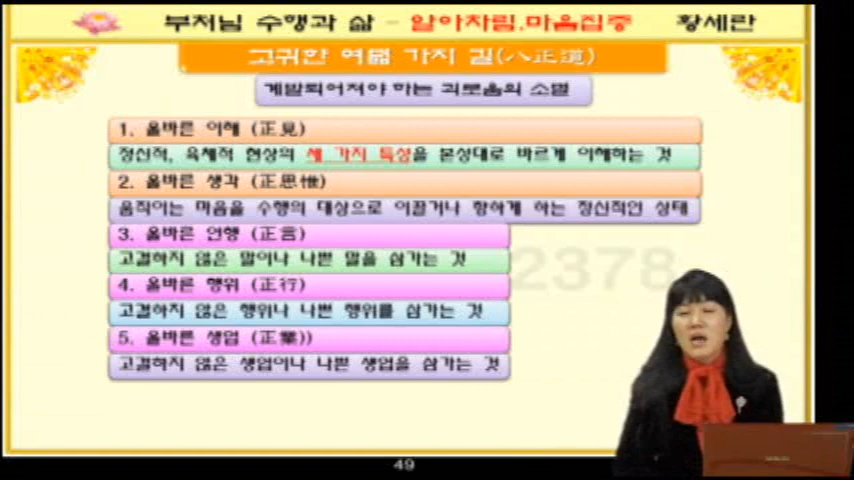 부처님 수행과 삶 - 알아차림.마음집중 황세란
고귀한 여덟 가지 길(八正道)
계발되어져야 하는 괴로움의 소멸
1. 올바른 이해 (正見)
정신적, 육체적 현상의 세 가지 특성을 본성대로 바르게 이해하는 것
2. 올바른 생각 (正思惟)
움직이는 마음을 수행의 대상으로 이끌거나 향하게 하는 정신적인 상태
3. 올바른 언행 (正言)
고결하지 않은 말이나 나쁜 말을 삼가는 것
4. 올바른 행위 (正行)
고결하지 않은 행위나 나쁜 행위를 삼가는 것
5. 올바른 생업 (正業))
고결하지 않은 생업이나 나쁜 생업을 삼가는 것
2378
49